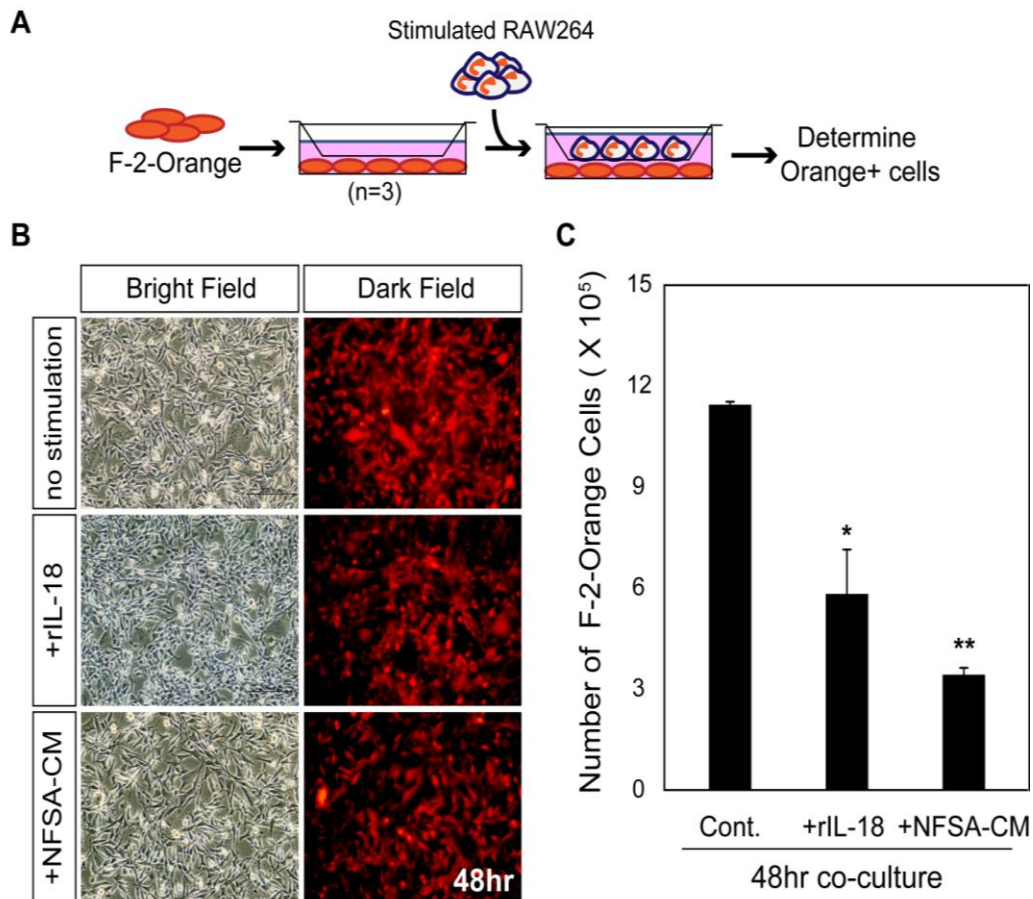 A
Stimulated RAW264
F-2-Orange
(n=3)
Determine
Orange+ cells
B
Bright Field
Dark Field
no stimulation
+rIL-18
+NFSA-CM
48hr
C
Number of F-2-Orange Cells ( X 10⁵)
15
12
9
6
3
0
*
**
Cont.
+rIL-18
+NFSA-CM
48hr co-culture